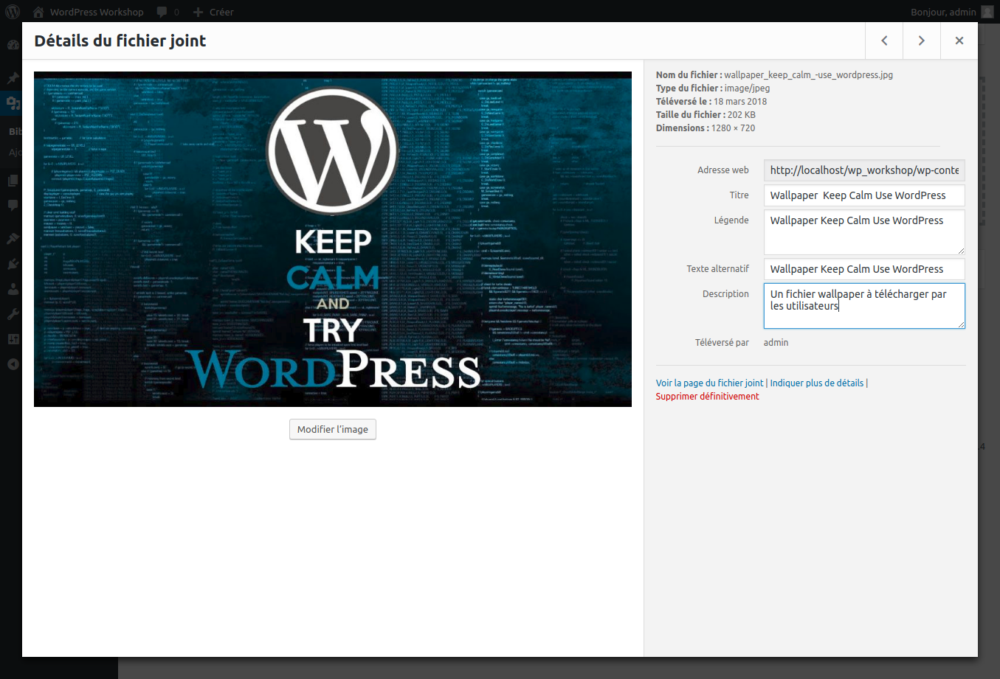 WordPress Workshop 0 Créer Bonjour, admin
Détails du fichier joint
Bib
Ajo
KEEP
CALM
AND
TRY
WORDPRESS
Modifier l’image
Nom du fichier : wallpaper_keep_calm_-use_wordpress.jpg
Type du fichier : image/jpeg
Téléversé le : 18 mars 2018
Taille du fichier : 202 KB
Dimensions : 1280 × 720
Adresse web http://localhost/wp_workshop/wp-conte
Titre Wallpaper  Keep Calm Use WordPress
Légende Wallpaper Keep Calm Use WordPress
Texte alternatif Wallpaper Keep Calm Use WordPress
Description Un fichier wallpaper à télécharger par
les utilisateurs
Téléversé par admin
Voir la page du fichier joint | Indiquer plus de détails |
Supprimer définitivement
.4